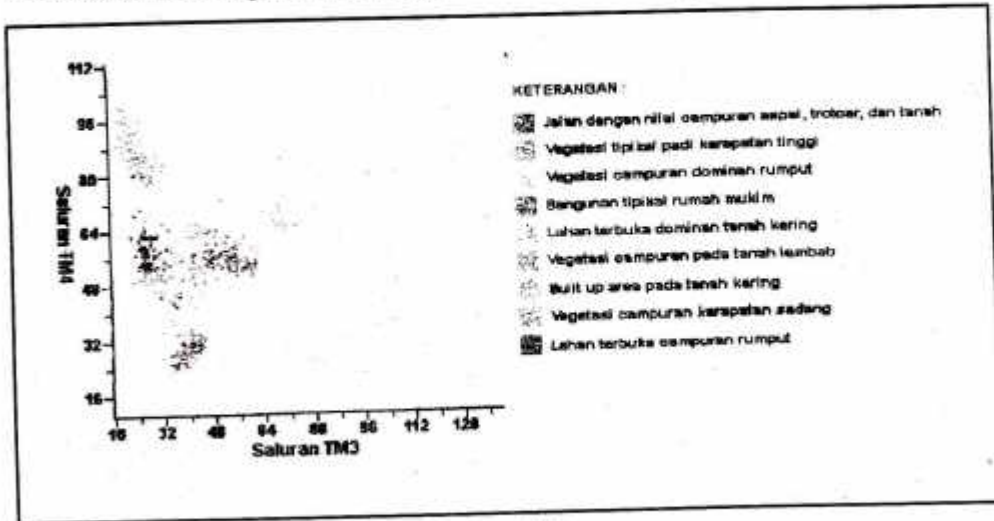 112
96
80
64
48
32
16
Saluran TM4
16 32 48 64 80 96 112 128
Saluran TM3
KETERANGAN :
Jalan dengan nilai campuran aspal, trotoar, dan tanah
Vegetasi tipikal padi kerapatan tinggi
Vegetasi campuran dominan rumput
Bangunan tipikal rumah mukim
Lahan terbuka dominan tanah kering
Vegetasi campuran pada tanah lembab
Built up area pada tanah kering
Vegetasi campuran kerapatan sedang
Lahan terbuka campuran rumput